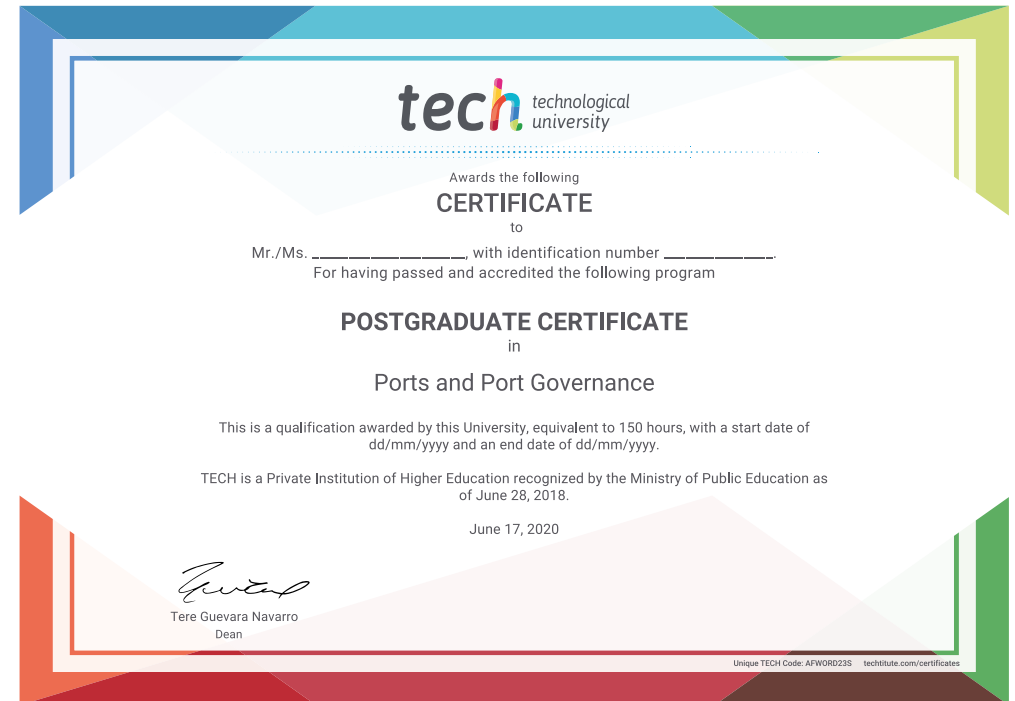 tech technological
university
Awards the following
CERTIFICATE
to
Mr./Ms. ____________________, with identification number ______________.
For having passed and accredited the following program
POSTGRADUATE CERTIFICATE
in
Ports and Port Governance
This is a qualification awarded by this University, equivalent to 150 hours, with a start date of
dd/mm/yyyy and an end date of dd/mm/yyyy.
TECH is a Private Institution of Higher Education recognized by the Ministry of Public Education as
of June 28, 2018.
June 17, 2020
Tere Guevara Navarro
Dean
Unique TECH Code: AFWORD23S techtitute.com/certificates